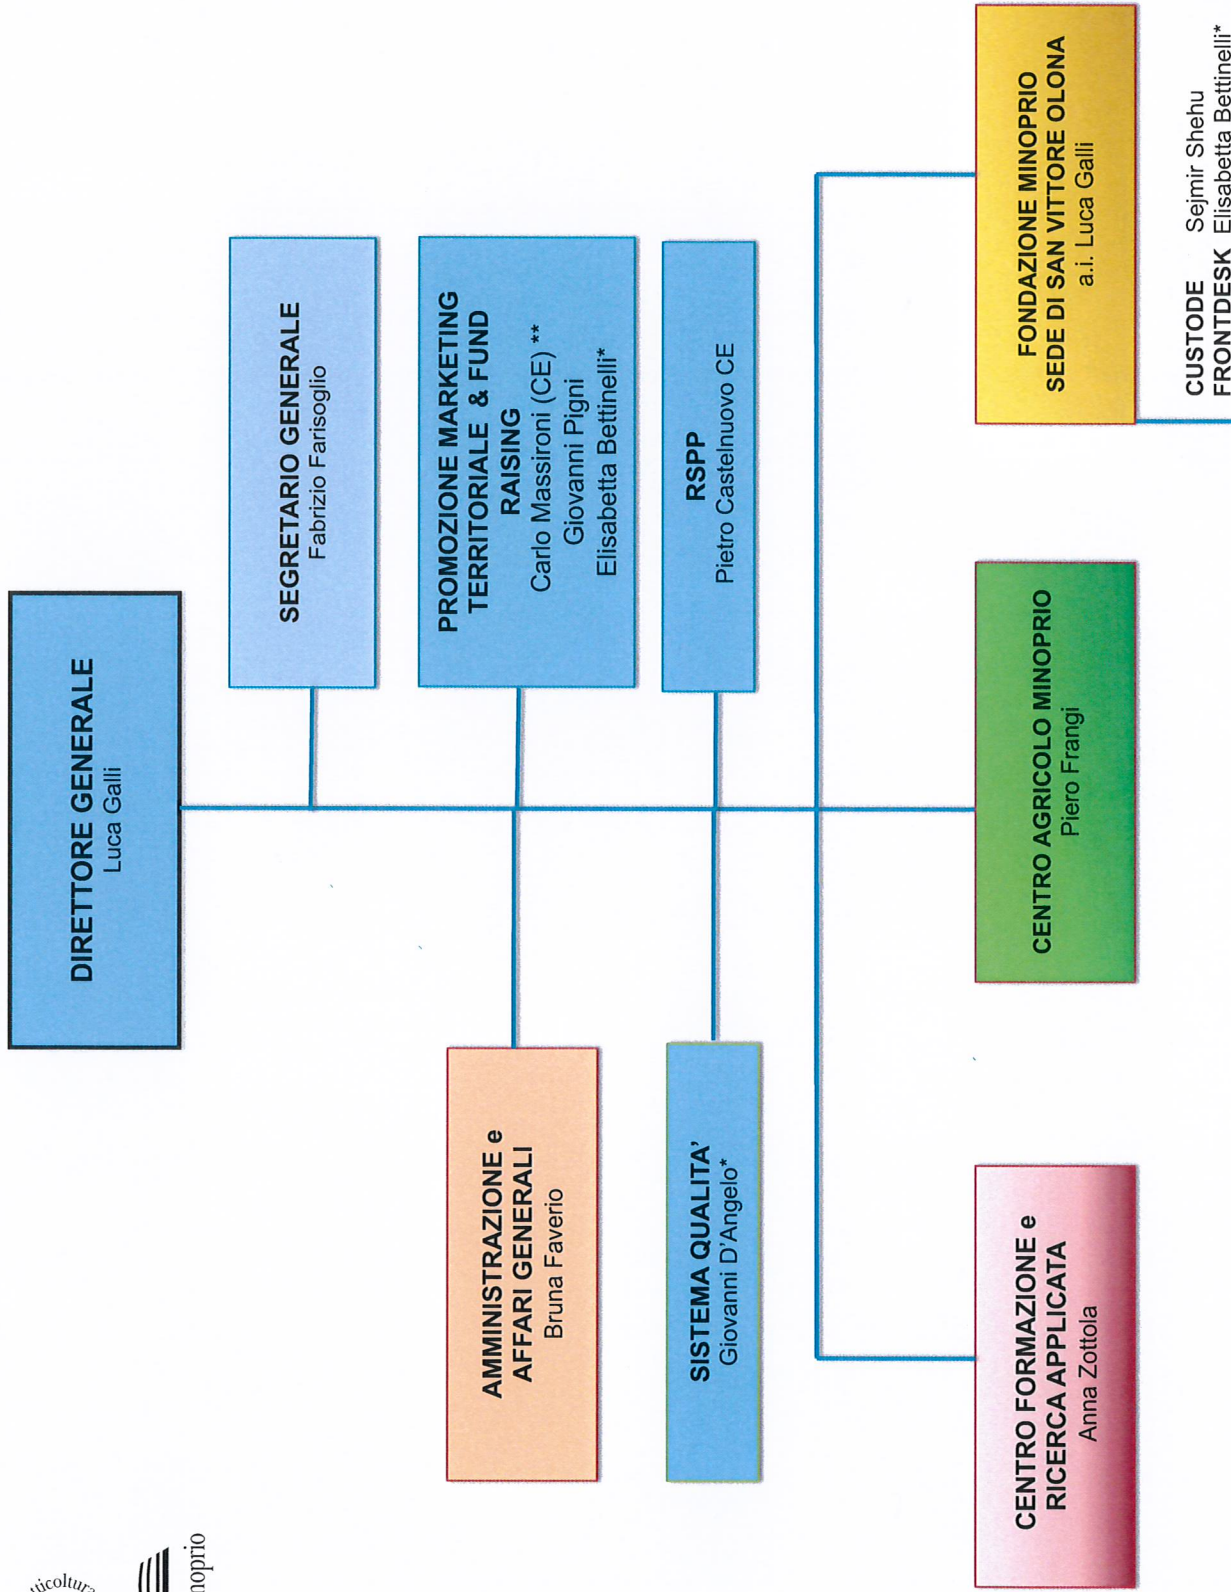 DIRETTORE GENERALE
Luca Galli
SEGRETARIO GENERALE
Fabrizio Farisoglio
PROMOZIONE MARKETING
TERRITORIALE & FUND
RAISING
Carlo Massironi (CE) **
Giovanni Pigni
Elisabetta Bettinelli*
AMMINISTRAZIONE e
AFFARI GENERALI
Bruna Faverio
RSPP
Pietro Castelnuovo CE
SISTEMA QUALITA'
Giovanni D'Angelo*
CENTRO FORMAZIONE e
RICERCA APPLICATA
Anna Zottola
CENTRO AGRICOLO MINOPRIO
Piero Frangi
FONDAZIONE MINOPRIO
SEDE DI SAN VITTORE OLONA
a.i. Luca Galli
CUSTODE Sejmir Shehu
FRONTDESK Elisabetta Bettinelli*